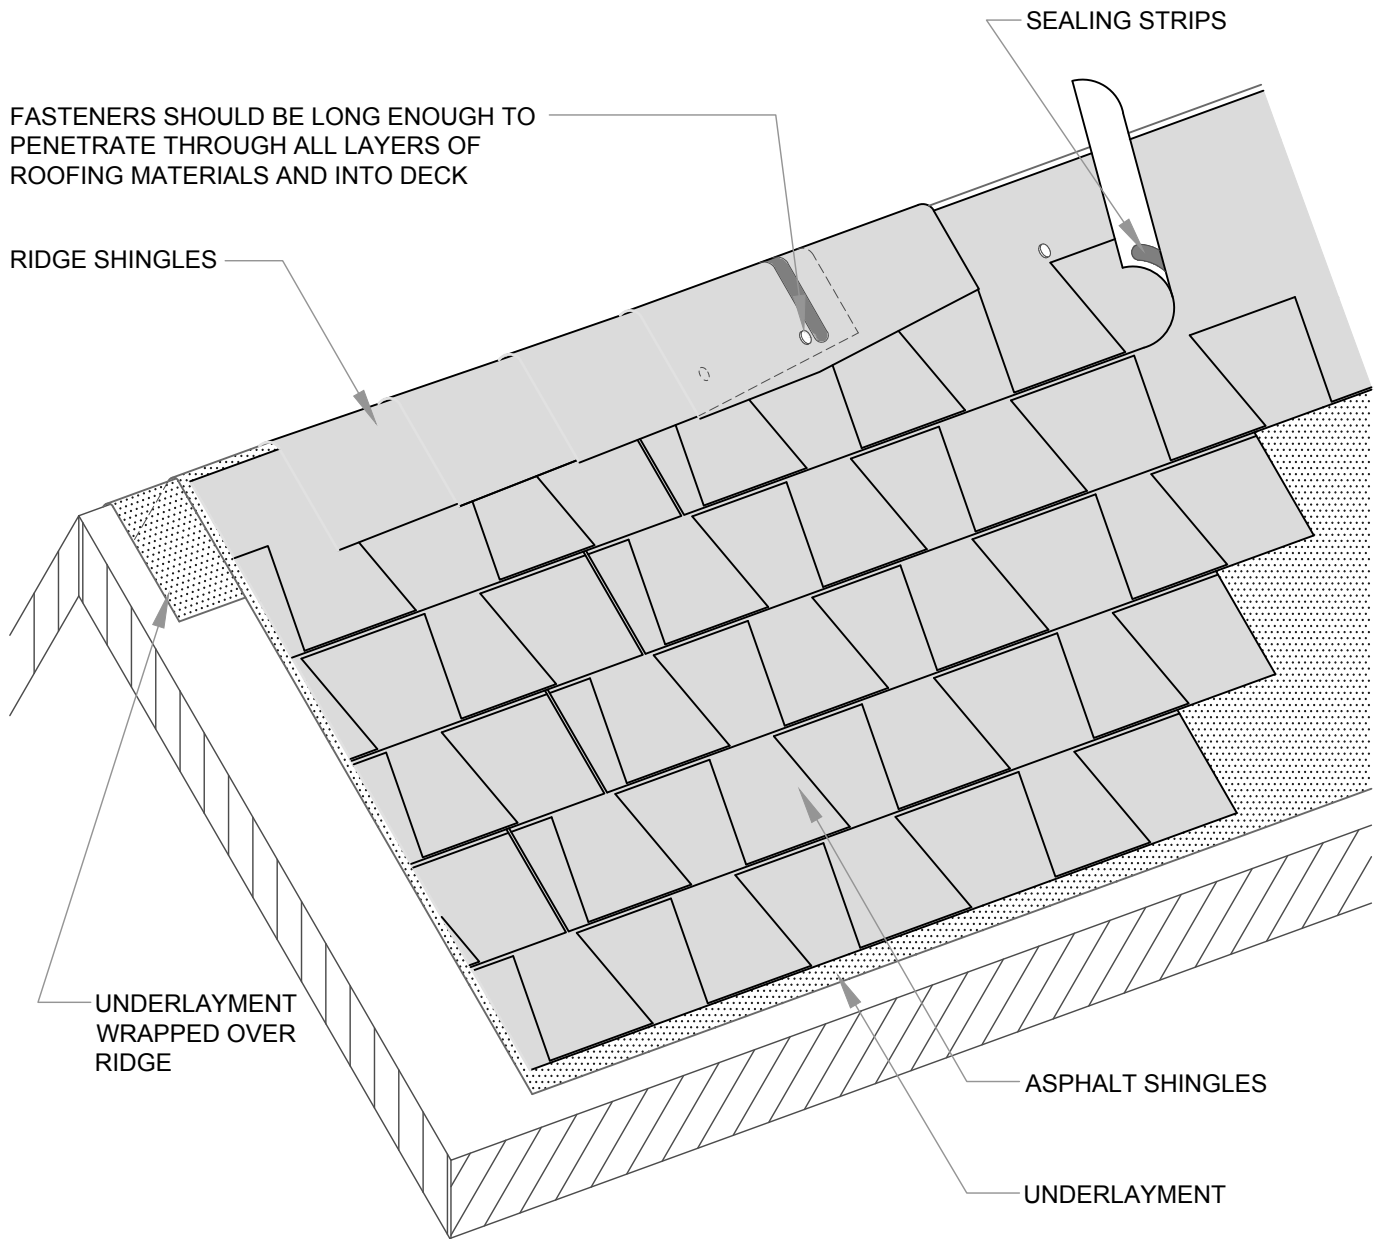 SEALING STRIPS
FASTENERS SHOULD BE LONG ENOUGH TO
PENETRATE THROUGH ALL LAYERS OF
ROOFING MATERIALS AND INTO DECK
RIDGE SHINGLES
UNDERLAYMENT
WRAPPED OVER
RIDGE
ASPHALT SHINGLES
UNDERLAYMENT